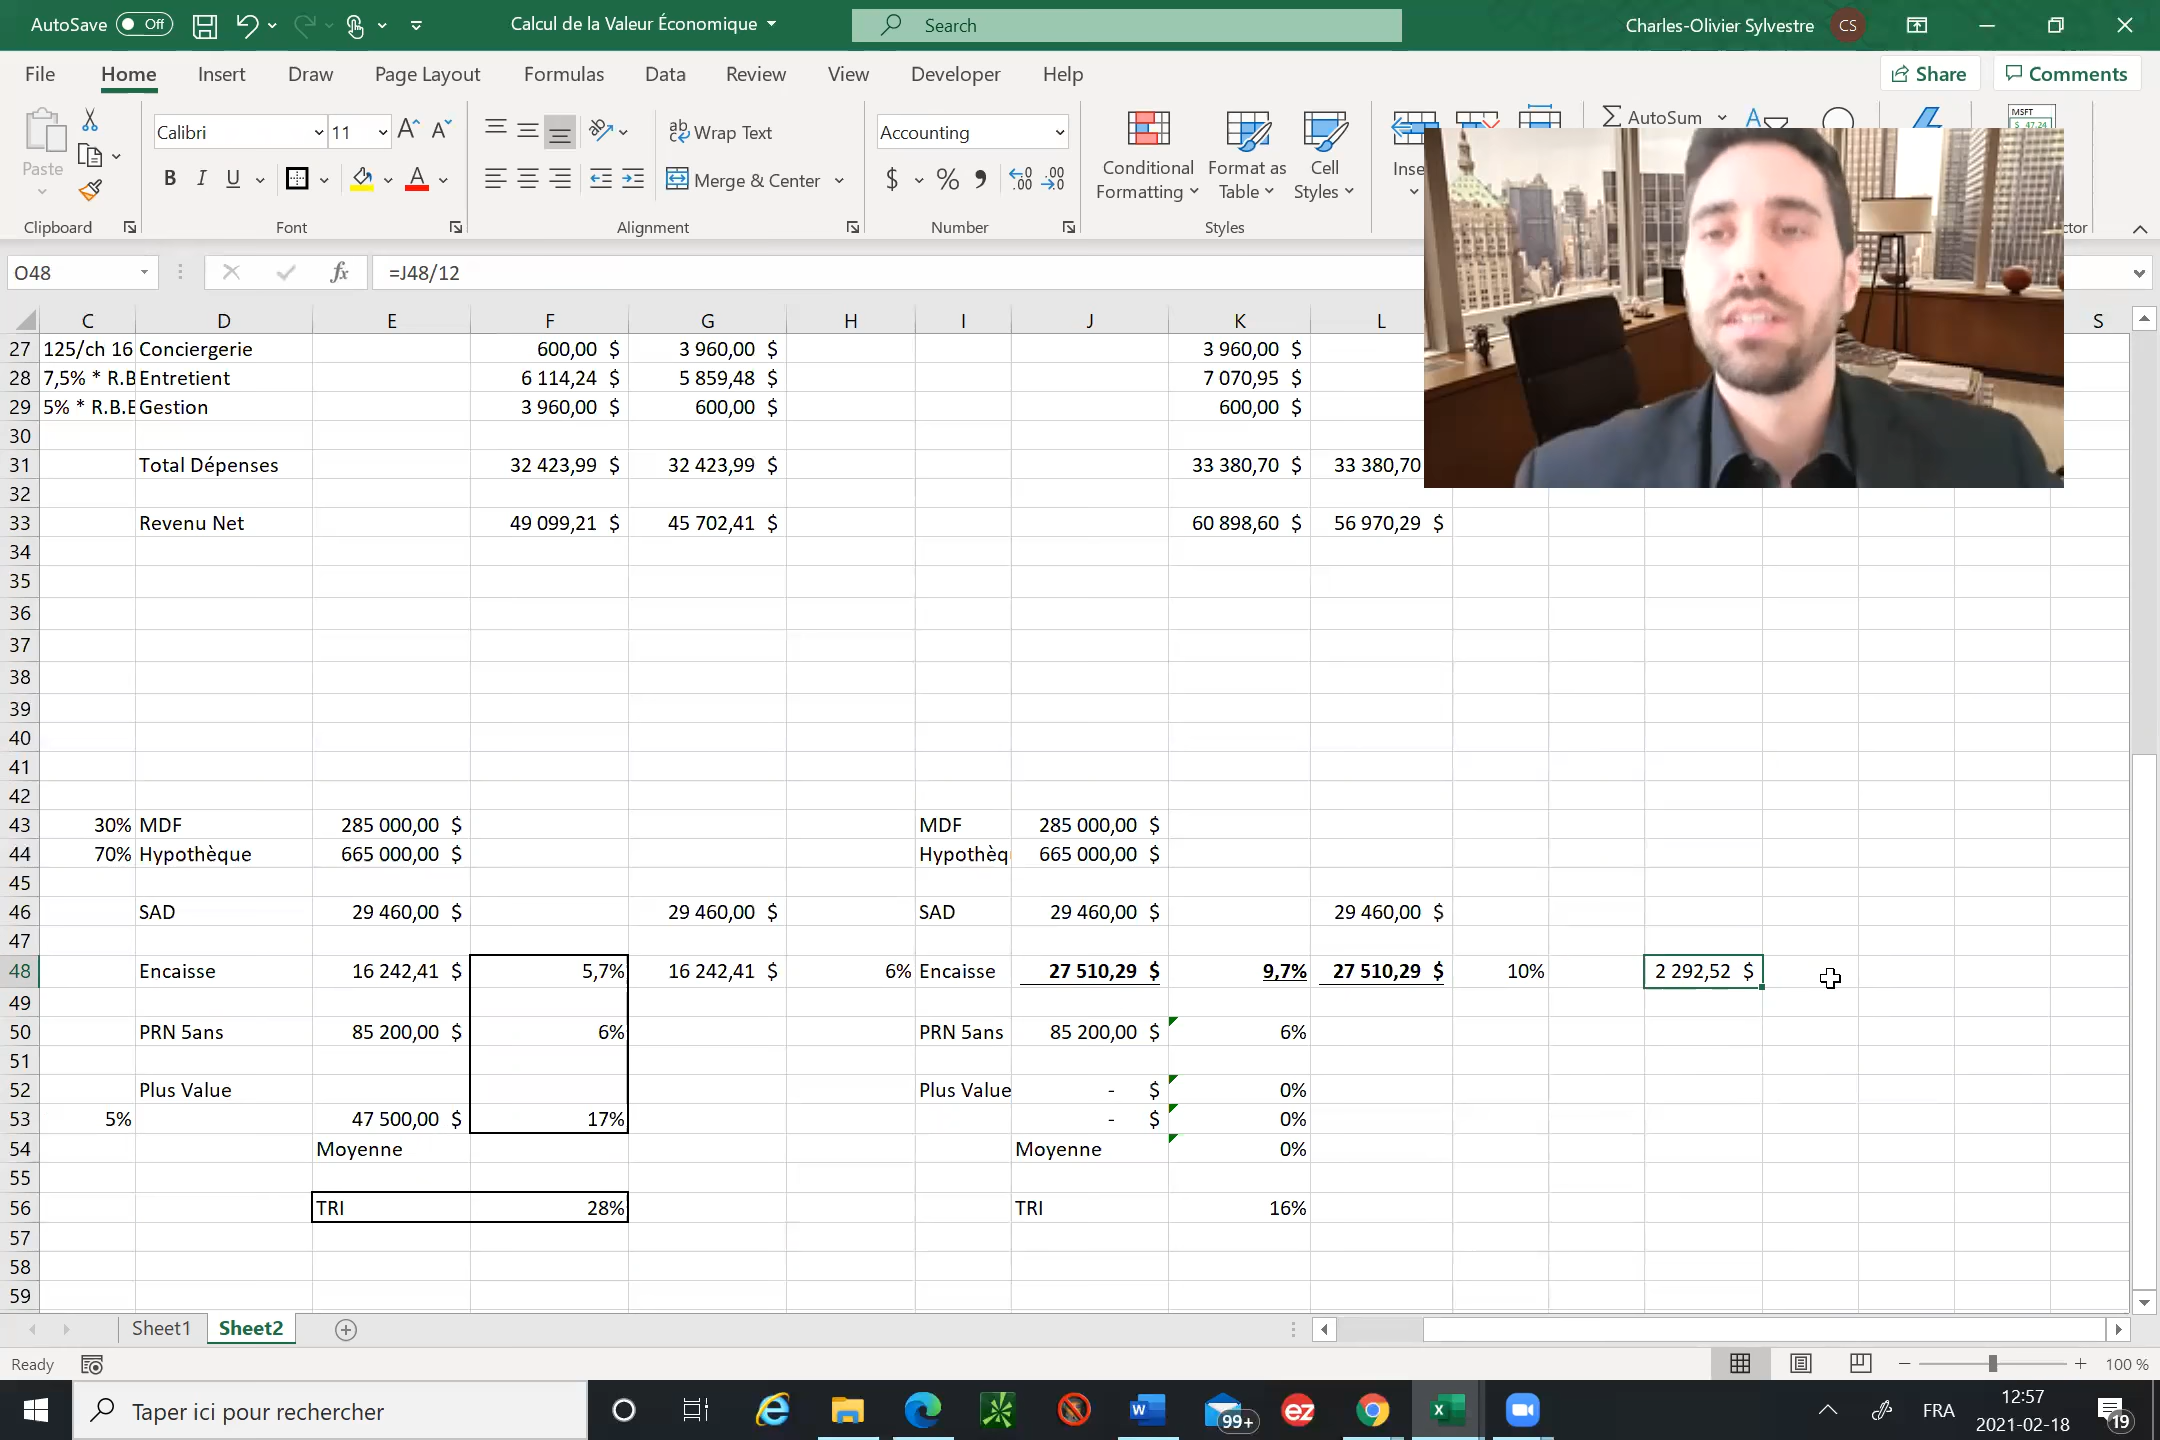 AutoSave Off Calcul de la Valeur Économique Search Charles-Olivier Sylvestre CS
File Home Insert Draw Page Layout Formulas Data Review View Developer Help Share Comments
Paste Calibri 11 Wrap Text Accounting Conditional Formatting Format as Table Cell Styles AutoSum MSFT
B I U Merge & Center $ %
Clipboard Font Alignment Number Styles
O48 fx =J48/12
C D E F G H I J K L S
27 125/ch 16 Conciergerie 600,00 $ 3 960,00 $ 3 960,00 $
28 7,5% * R.B Entretient 6 114,24 $ 5 859,48 $ 7 070,95 $
29 5% * R.B.E Gestion 3 960,00 $ 600,00 $ 600,00 $
30
31 Total Dépenses 32 423,99 $ 32 423,99 $ 33 380,70 $ 33 380,70
32
33 Revenu Net 49 099,21 $ 45 702,41 $ 60 898,60 $ 56 970,29 $
34
35
36
37
38
39
40
41
42
43 30% MDF 285 000,00 $ MDF 285 000,00 $
44 70% Hypothèque 665 000,00 $ Hypothèq 665 000,00 $
45
46 SAD 29 460,00 $ 29 460,00 $ SAD 29 460,00 $ 29 460,00 $
47
48 Encaisse 16 242,41 $ 5,7% 16 242,41 $ 6% Encaisse 27 510,29 $ 9,7% 27 510,29 $ 10% 2 292,52 $
49
50 PRN 5ans 85 200,00 $ 6% PRN 5ans 85 200,00 $ 6%
51
52 Plus Value Plus Value - $ 0%
53 5% 47 500,00 $ 17% - $ 0%
54 Moyenne Moyenne 0%
55
56 TRI 28% TRI 16%
57
58
59
Sheet1 Sheet2
Ready 100 %
Taper ici pour rechercher 99+ ez FRA 12:57
2021-02-18 19